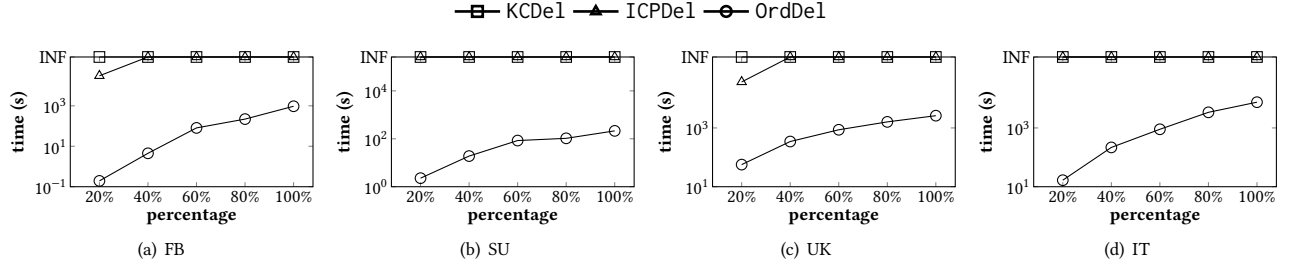 KCDel ICPDel OrdDel
INF
10^3
10^1
10^-1
time (s)
20% 40% 60% 80% 100%
percentage
(a) FB
INF
10^4
10^2
10^0
time (s)
20% 40% 60% 80% 100%
percentage
(b) SU
INF
10^3
10^1
time (s)
20% 40% 60% 80% 100%
percentage
(c) UK
INF
10^3
10^1
time (s)
20% 40% 60% 80% 100%
percentage
(d) IT